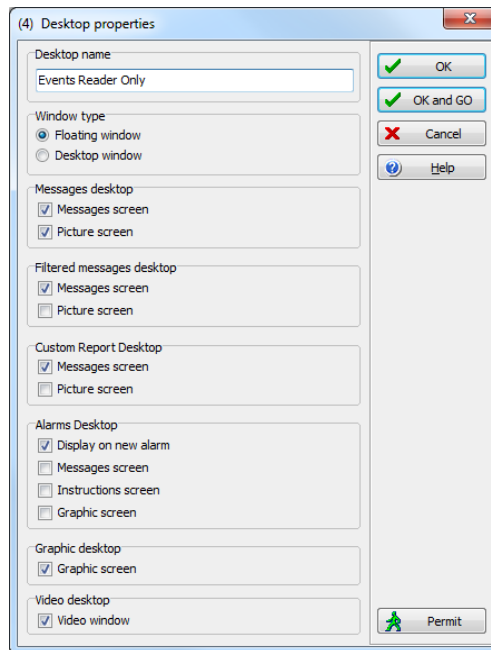 (4) Desktop properties
Desktop name
Events Reader Only
Window type
Floating window
Desktop window
Messages desktop
Messages screen
Picture screen
Filtered messages desktop
Messages screen
Picture screen
Custom Report Desktop
Messages screen
Picture screen
Alarms Desktop
Display on new alarm
Messages screen
Instructions screen
Graphic screen
Graphic desktop
Graphic screen
Video desktop
Video window
OK
OK and GO
Cancel
Help
Permit